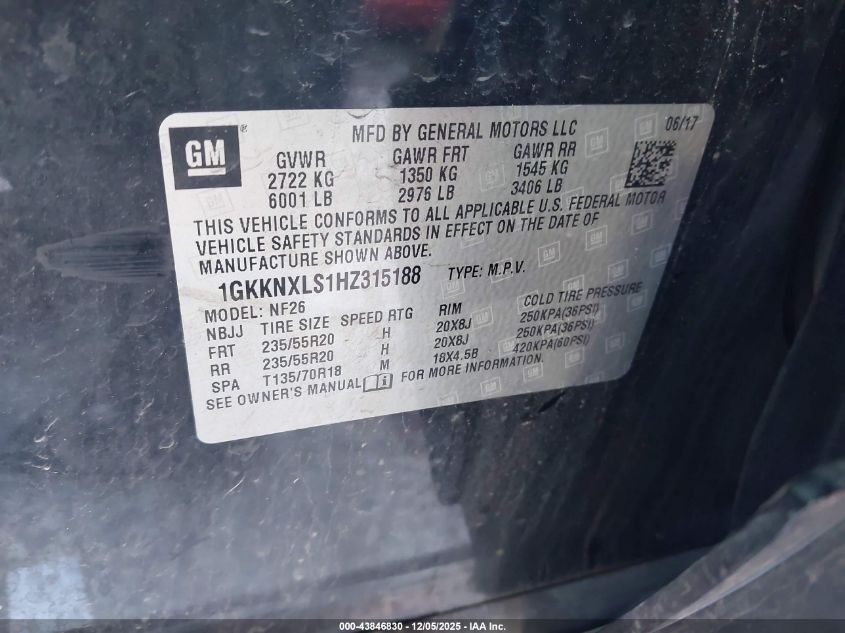 GM
®
MFD BY GENERAL MOTORS LLC 06/17
GVWR GAWR FRT GAWR RR
2722 KG 1350 KG 1545 KG
6001 LB 2976 LB 3406 LB
THIS VEHICLE CONFORMS TO ALL APPLICABLE U.S. FEDERAL MOTOR
VEHICLE SAFETY STANDARDS IN EFFECT ON THE DATE OF
MANUFACTURE SHOWN ABOVE.
1GKKNXLS1HZ315188 TYPE: M.P.V.
MODEL: NF26
NBJJ TIRE SIZE SPEED RTG RIM COLD TIRE PRESSURE
FRT 235/55R20 H 20X8J 250KPA(36PSI)
RR 235/55R20 H 20X8J 250KPA(36PSI)
SPA T135/70R18 M 18X4.5B 420KPA(60PSI)
SEE OWNER'S MANUAL i FOR MORE INFORMATION.
000-43846830 - 12/05/2025 - IAA Inc.